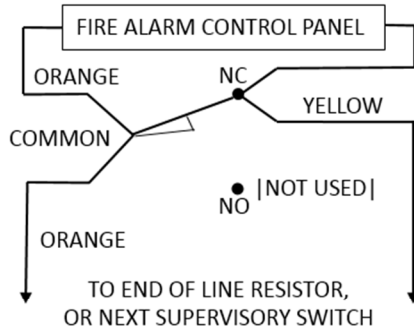 FIRE ALARM CONTROL PANEL
ORANGE
NC
YELLOW
COMMON
|NOT USED|
NO
ORANGE
TO END OF LINE RESISTOR,
OR NEXT SUPERVISORY SWITCH